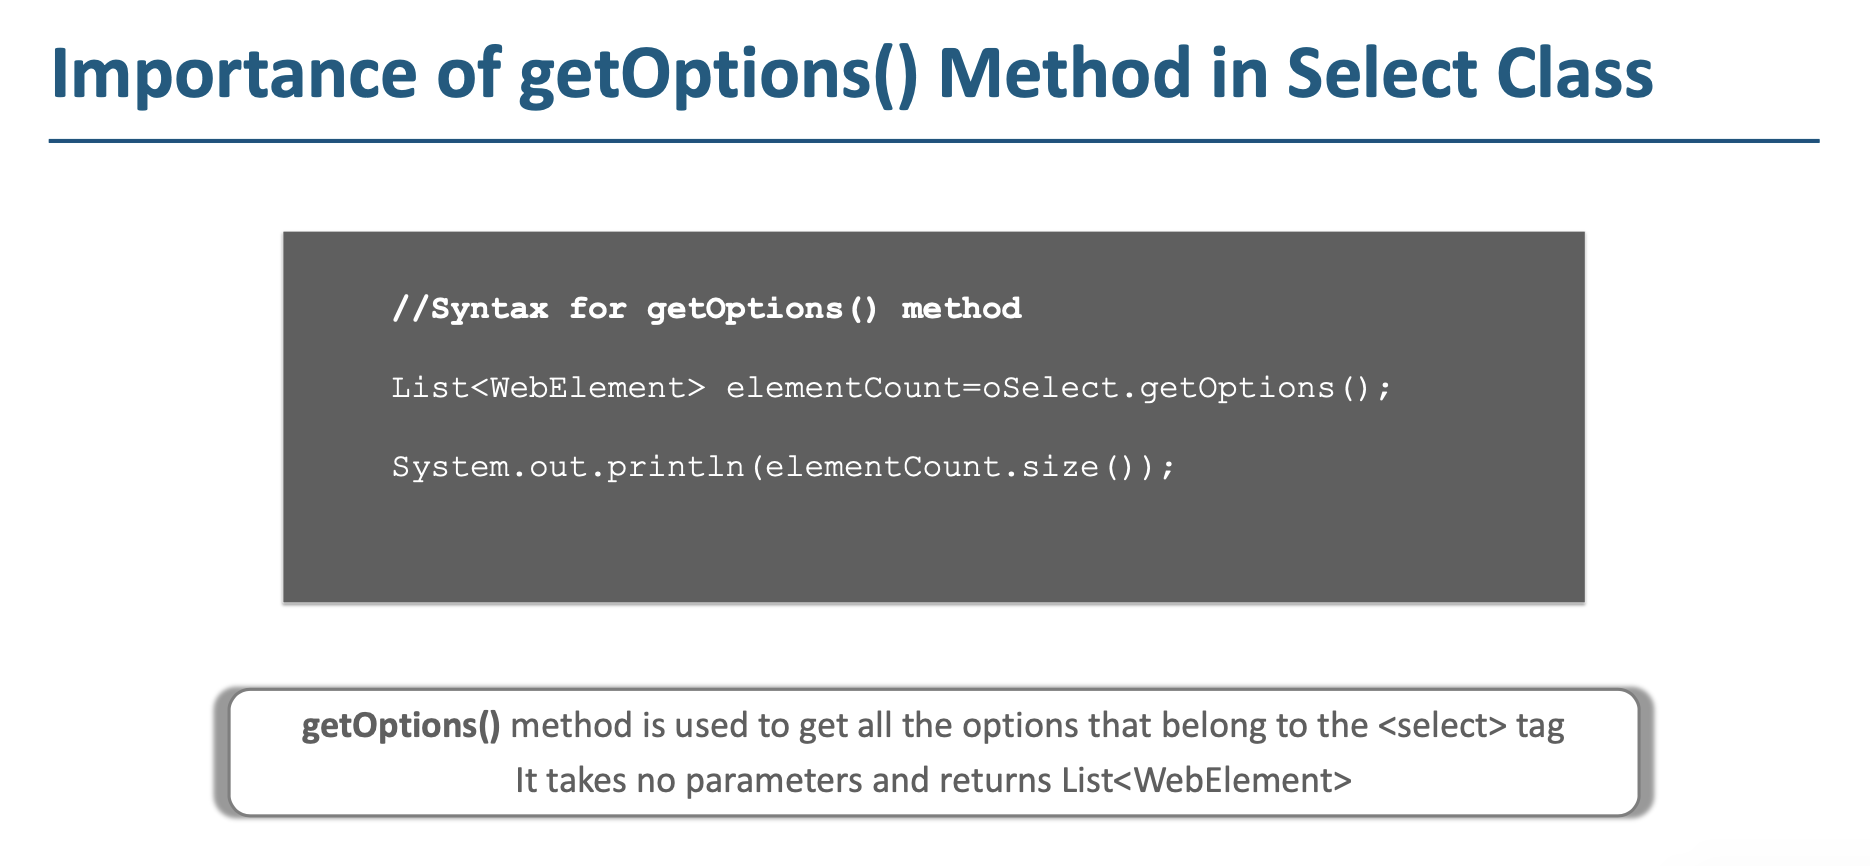 Importance of getOptions() Method in Select Class
//Syntax for getOptions() method
List<WebElement> elementCount=oSelect.getOptions();
System.out.println(elementCount.size());
getOptions() method is used to get all the options that belong to the <select> tag
It takes no parameters and returns List<WebElement>